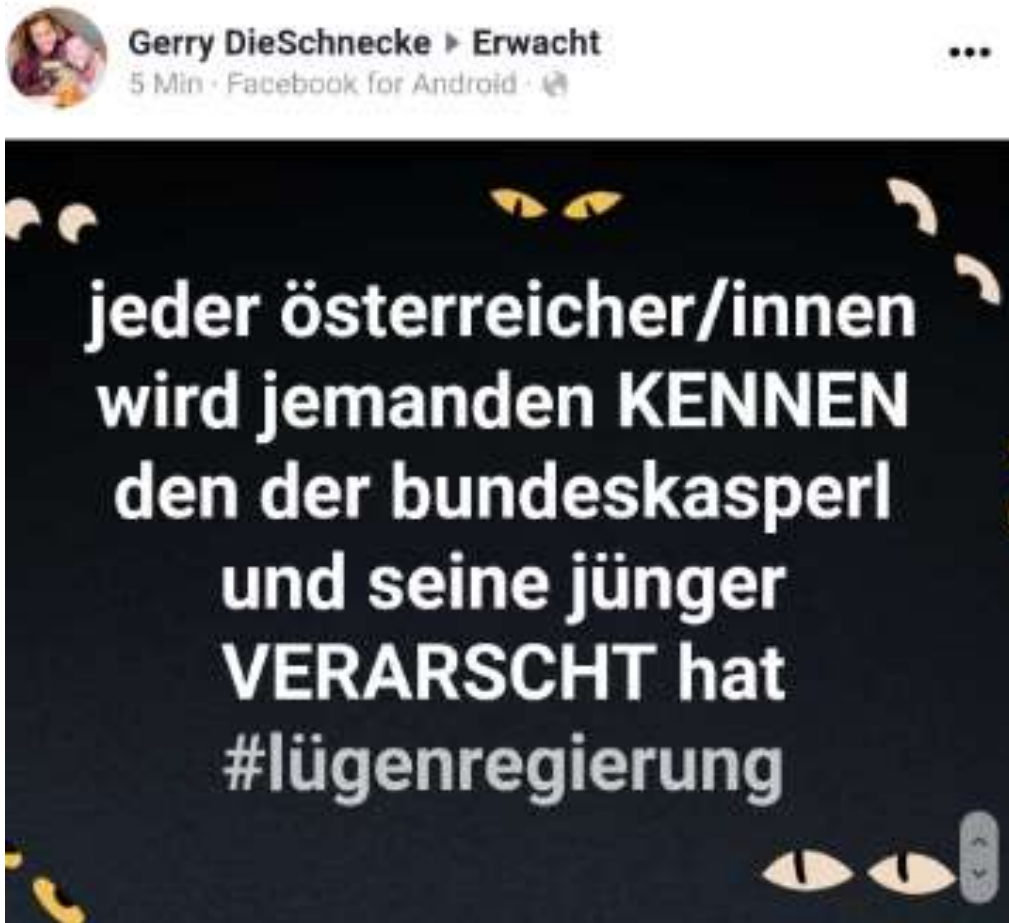 Gerry DieSchnecke ▸ Erwacht
5 Min · Facebook for Android ·
jeder österreicher/innen
wird jemanden KENNEN
den der bundeskasperl
und seine jünger
VERARSCHT hat
#lügenregierung